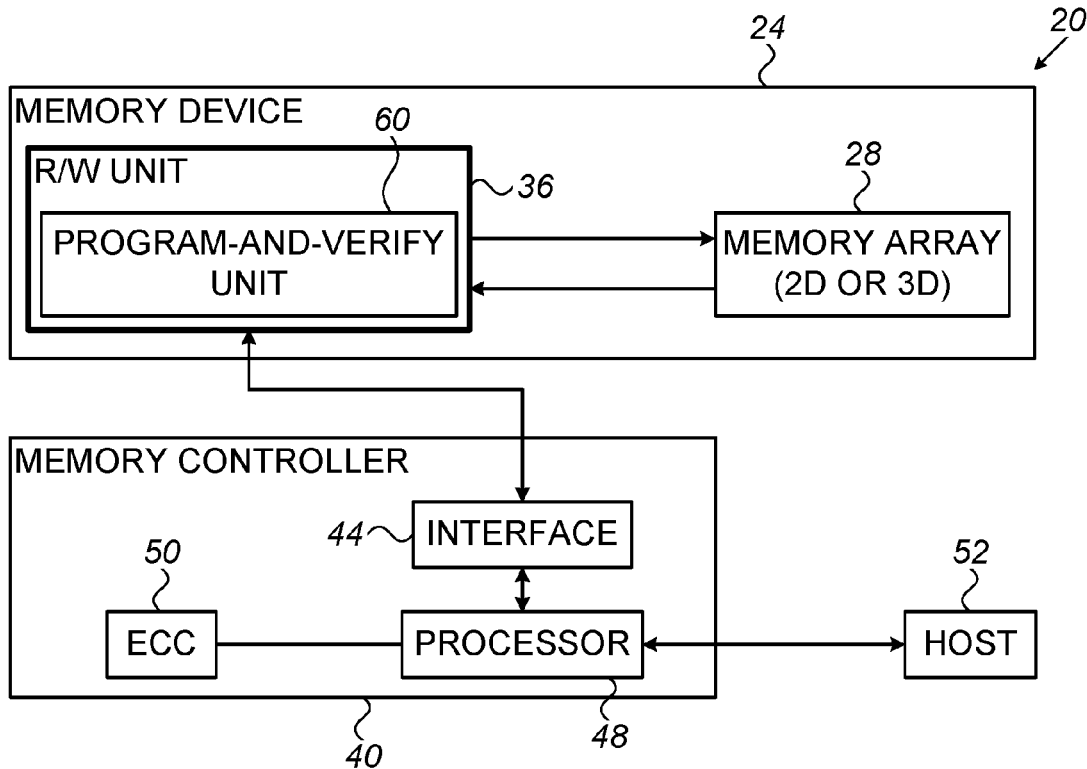 20
24
MEMORY DEVICE
60
R/W UNIT
36
28
PROGRAM-AND-VERIFY
UNIT
MEMORY ARRAY
(2D OR 3D)
MEMORY CONTROLLER
44
INTERFACE
50
52
ECC
PROCESSOR
HOST
40
48